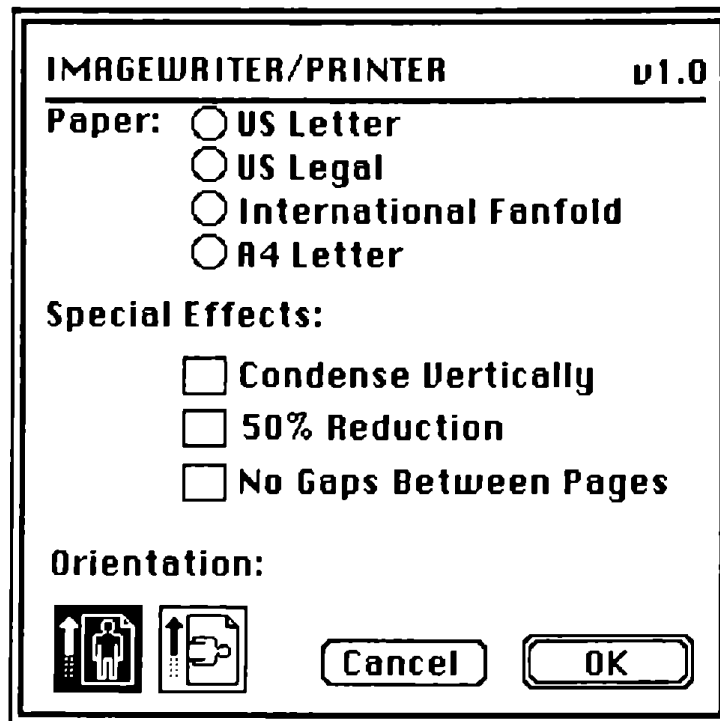 IMAGEWRITER/PRINTER v1.0
Paper: US Letter
US Legal
International Fanfold
A4 Letter
Special Effects:
Condense Vertically
50% Reduction
No Gaps Between Pages
Orientation:
Cancel OK